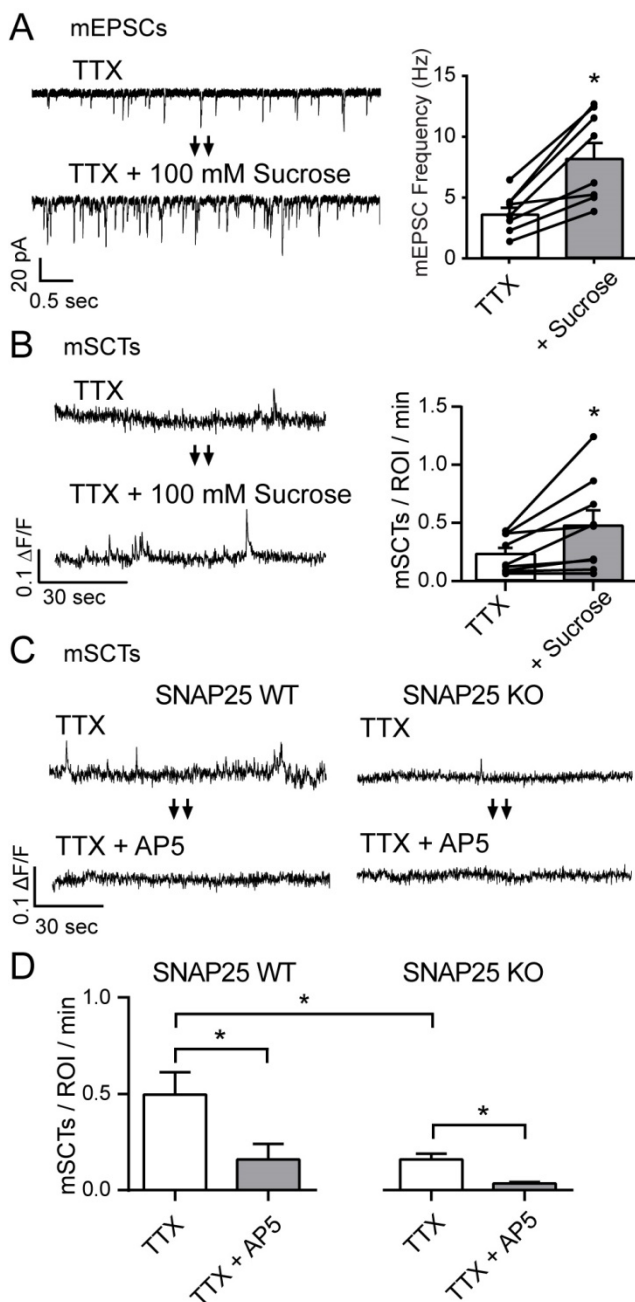 A mEPSCs
TTX
TTX + 100 mM Sucrose
20 pA
0.5 sec
mEPSC Frequency (Hz)
15
10
5
0
*
TTX
+ Sucrose
B mSCTs
TTX
TTX + 100 mM Sucrose
0.1 ΔF/F
30 sec
mSCTs / ROI / min
1.5
1.0
0.5
0.0
*
TTX
+ Sucrose
C mSCTs
SNAP25 WT
SNAP25 KO
TTX
TTX
TTX + AP5
TTX + AP5
0.1 ΔF/F
30 sec
D
SNAP25 WT
SNAP25 KO
mSCTs / ROI / min
1.0
0.5
0.0
*
*
*
TTX
TTX + AP5
TTX
TTX + AP5